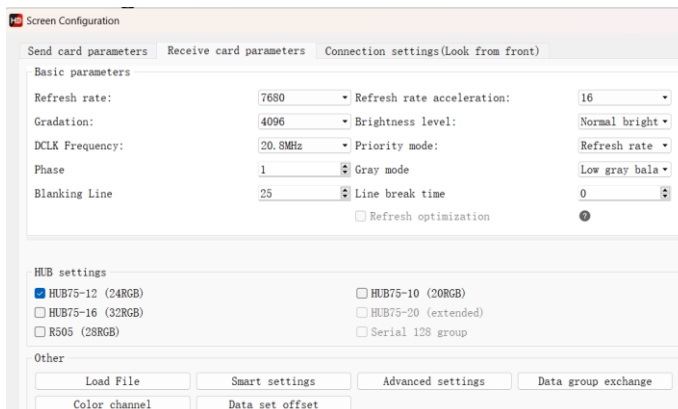 HD Screen Configuration
Send card parameters Receive card parameters Connection settings(Look from front)
Basic parameters
Refresh rate: 7680 Refresh rate acceleration: 16
Gradation: 4096 Brightness level: Normal bright
DCLK Frequency: 20.8MHz Priority mode: Refresh rate
Phase 1 Gray mode Low gray bala
Blanking Line 25 Line break time 0
Refresh optimization ?
HUB settings
HUB75-12 (24RGB) HUB75-10 (20RGB)
HUB75-16 (32RGB) HUB75-20 (extended)
R505 (28RGB) Serial 128 group
Other
Load File Smart settings Advanced settings Data group exchange
Color channel Data set offset